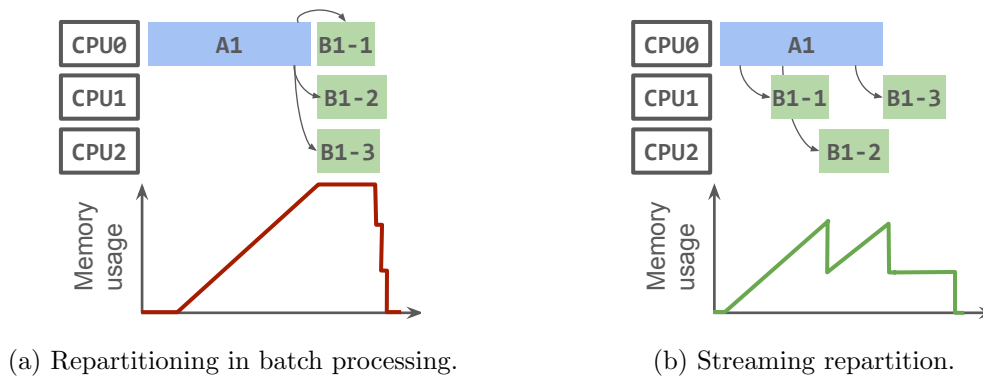 CPU0
A1
B1-1
CPU1
B1-2
CPU2
B1-3
Memory
usage
(a) Repartitioning in batch processing.
CPU0
A1
CPU1
B1-1
B1-3
CPU2
B1-2
Memory
usage
(b) Streaming repartition.